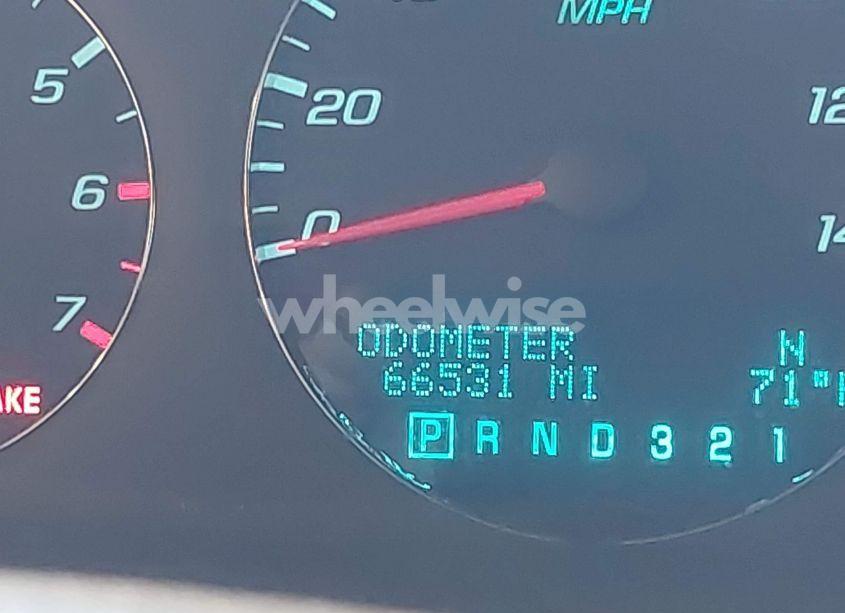 MPH
5
20
12
6
0
14
7
wheelwise
ODOMETER N
66531 MI 71°
AKE
P R N D 3 2 1